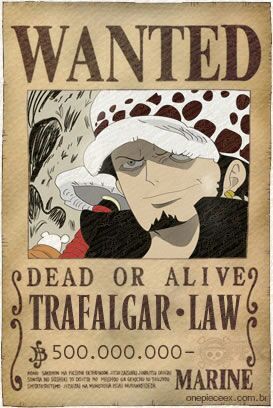 WANTED
DEAD OR ALIVE
TRAFALGAR • LAW
500.000.000-
MARINE
onepieceex.com.br